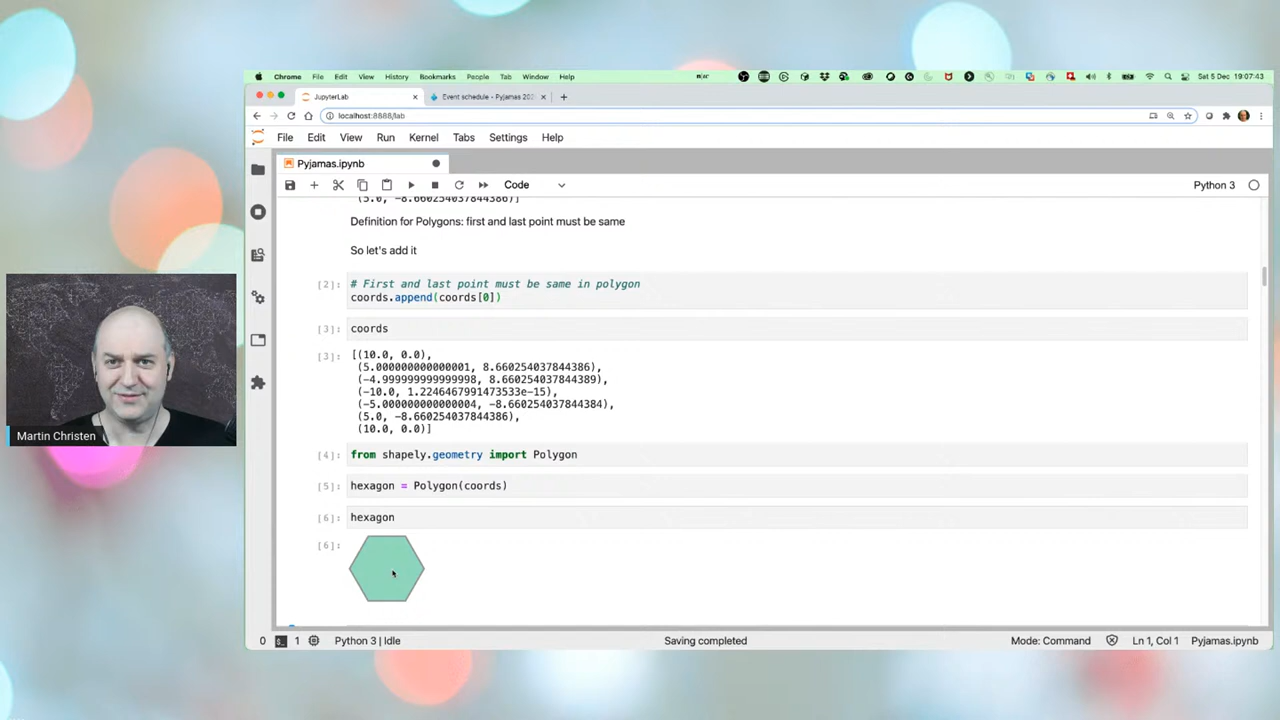 Chrome File Edit View History Bookmarks People Tab Window Help Sat 5 Dec 19:07:43
JupyterLab
Event schedule - Pyjamas 202
localhost:8888/lab
File Edit View Run Kernel Tabs Settings Help
Pyjamas.ipynb
Code Python 3
(5.0, -8.660254037844386)]
Definition for Polygons: first and last point must be same
So let's add it
[2]: # First and last point must be same in polygon
coords.append(coords[0])
[3]: coords
[3]: [(10.0, 0.0),
(5.000000000000001, 8.660254037844386),
(-4.999999999999998, 8.660254037844389),
(-10.0, 1.2246467991473533e-15),
(-5.000000000000004, -8.660254037844384),
(5.0, -8.660254037844386),
(10.0, 0.0)]
[4]: from shapely.geometry import Polygon
[5]: hexagon = Polygon(coords)
[6]: hexagon
[6]:
Martin Christen
0 1 Python 3 | Idle Saving completed Mode: Command Ln 1, Col 1 Pyjamas.ipynb